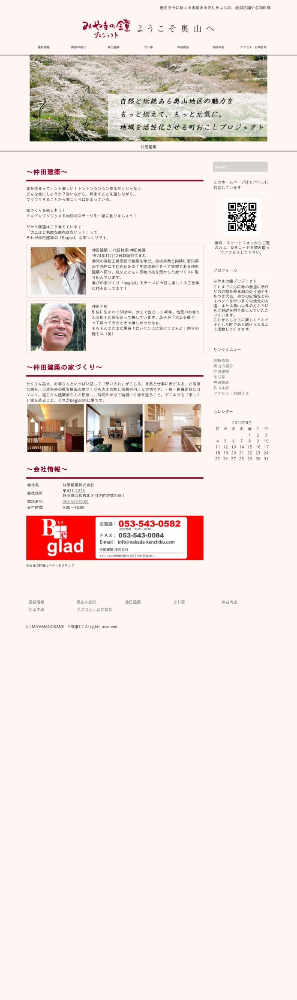 歴史を今に伝える由緒ある寺社をはじめ、老舗店舗や名物料理
みやまの鐘
プロジェクト
ようこそ奥山へ
最新情報
奥山の紹介
仲田建築
きじ亭
神谷商店
外山本店
アクセス・お問合せ
自然と伝統ある奥山地区の魅力を
もっと伝えて、もっと元気に。
地域を活性化させる町おこしプロジェクト
仲田建築
～仲田建築～
家を造るってホント楽しい！トントンカンカン作るだけじゃなく、
どんな家にしようか？笑いながら、将来のことを話しながら…
ワクワクすることから家つくりは始まっている。
家つくりを楽しもう！
ドキドキワクワクする物語のステージを一緒に創りましょう！
だから僕達はこう考えています
「大工ほど素敵な商売はないっ！」って
それが仲田建築の「Beglad」な家つくりです。
仲田建築 二代目棟梁 仲田伸吾
1974年11月12日静岡県生まれ
地元の浜松工業高校で建築を学び。高校卒業と同時に愛知県
の工務店にて住み込みの７年間の修行をへて実家である仲田
建築へ戻り、親父とともに伝統の技を活かした家づくりに取
り組んでいます。
喜びの家づくり「beglad」をテーマに今日も楽しく大工仕事
に精を出してます！
仲田正則
引佐に生まれて60余年、大工で独立して40年。地元のお客さ
んを相手に家を造って暮しています。息子が「大工を継ぐ」
って戻ってきたときゃ嬉しかったなぁ。
もちろんまだまだ現役！若いモンには負けませんよ！釣りの
腕もね（笑）
～仲田建築の家づくり～
たくさん話す、お客さんといっぱい話して「想い入れ」がこもる。自然と仕事に熱が入る、お洒落
な家も、日本古来の数奇屋風の家つくりも大工の腕と信頼が何より大切です。一軒一軒真面目にコ
ツコツ。施主さん建築家さんと相談し、時間をかけて納得いく家を造ること。どこよりも「楽しく
」家を造ること。それがBegladの仕事です。
～会社情報～
会社名 仲田建築株式会社
会社住所 〒431-2225
静岡県浜松市北区引佐町狩宿200-1
電話番号 053-543-0582
受付時間 9:00～18:00
Be
glad
お電話： 053-543-0582
（受付時間 9：00～18：00）
ＦＡＸ： 053-543-0084
E-mail： info@nakada-kenchiku.com
仲田建築 株式会社
〒431-2225 静岡県浜松市北区引佐町狩宿200-1
※会社の詳細はバナーをクリック
Search …
このホームページはモバイルに
対応しています
携帯・スマートフォンからご覧
の方は、ＱＲコードを読み取っ
てアクセスして下さい。
プロフィール
みやまの鐘プロジェクト
これまでに方広寺の参道に手作
りの灯籠を飾る和の灯り道やも
ちつき大会、遊びの広場などの
イベントを行い多くの地元の方
達、または奥山以外の方たちに
もご好評を得て楽しんでいただ
いています。
これからもさらに楽しくイキイ
キとした町であり続けられるよ
う活動して行きます。
リンクメニュー
最新情報
奥山の紹介
仲田建築
きじ亭
神谷商店
外山本店
アクセス・お問合せ
カレンダー
2014年8月
月 火 水 木 金 土 日
1 2 3
4 5 6 7 8 9 10
11 12 13 14 15 16 17
18 19 20 21 22 23 24
25 26 27 28 29 30 31
最新情報 奥山の紹介 仲田建築 きじ亭 神谷商店
外山本店 アクセス・お問合せ
(c) MIYAMANOKANE　PROJECT All rights reserved